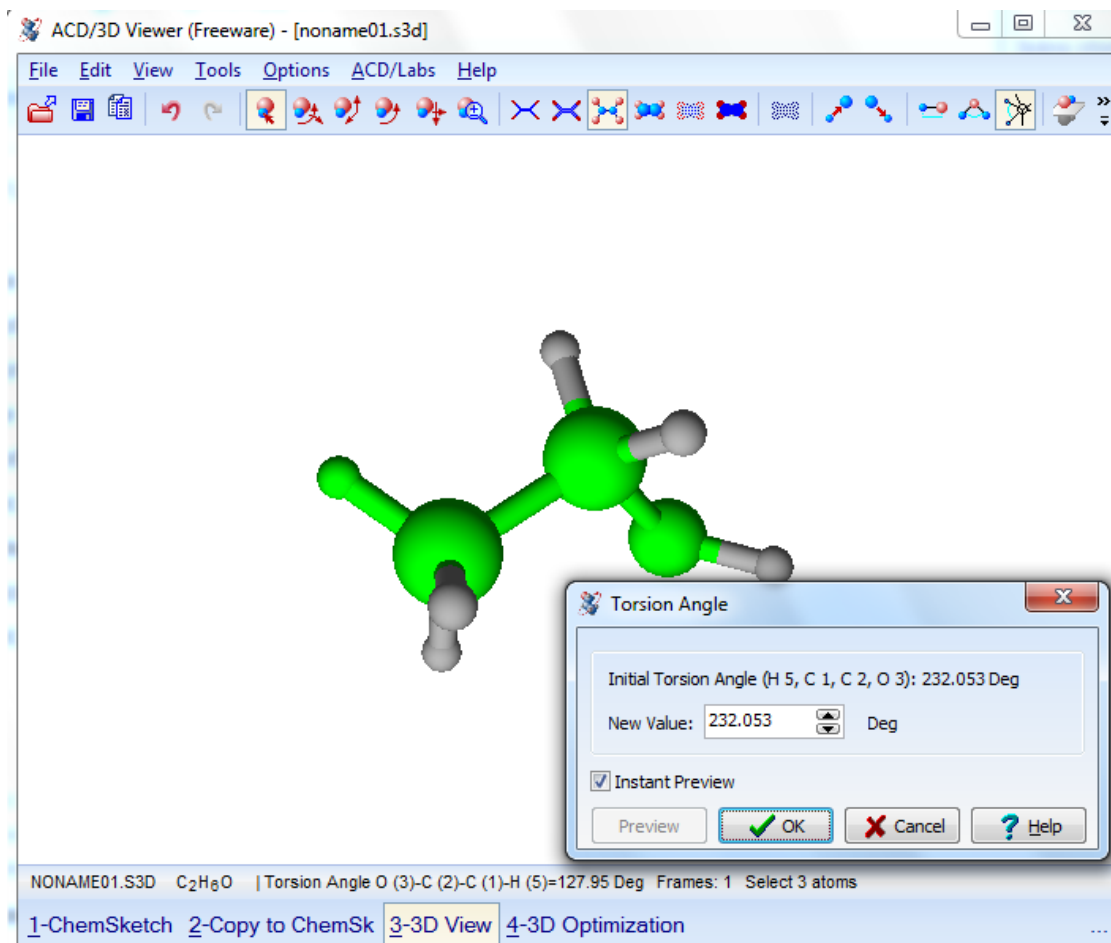 ACD/3D Viewer (Freeware) - [noname01.s3d]
File Edit View Tools Options ACD/Labs Help
Torsion Angle
Initial Torsion Angle (H 5, C 1, C 2, O 3): 232.053 Deg
New Value: 232.053 Deg
Instant Preview
Preview OK Cancel ? Help
NONAME01.S3D C₂H₆O | Torsion Angle O (3)-C (2)-C (1)-H (5)=127.95 Deg Frames: 1 Select 3 atoms
1-ChemSketch 2-Copy to ChemSk 3-3D View 4-3D Optimization ...